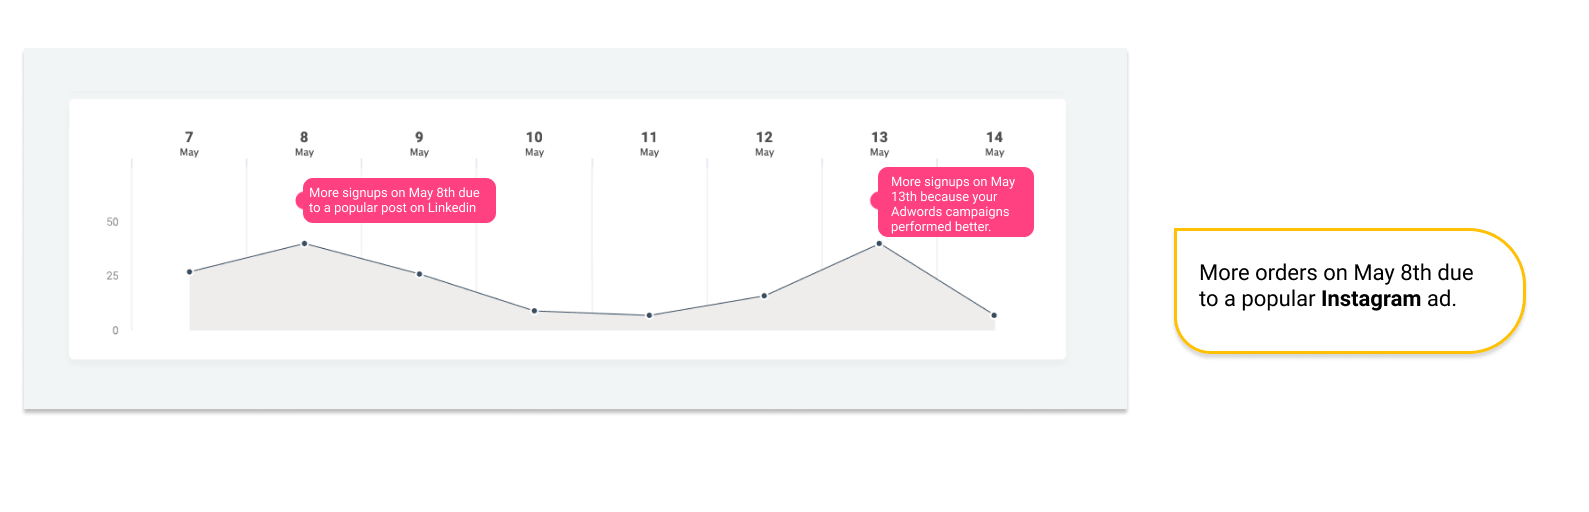 7 8 9 10 11 12 13 14
May May May May May May May May
More signups on May 8th due
to a popular post on Linkedin
More signups on May
13th because your
Adwords campaigns
performed better.
50
25
0
More orders on May 8th due
to a popular Instagram ad.